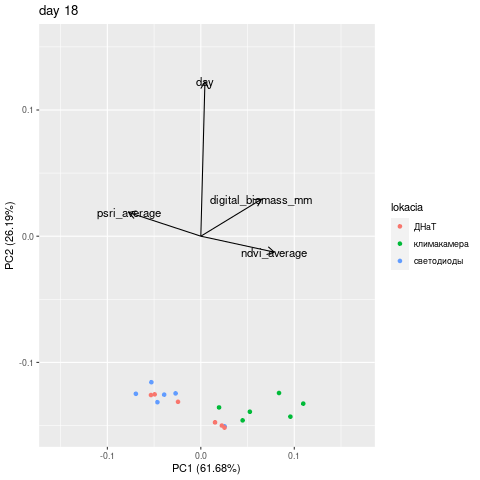 day 18
day
digital_biomass_mm
psri_average
ndvi_average
0.1
0.0
-0.1
PC2 (26.19%)
-0.1
0.0
0.1
PC1 (61.68%)
lokacia
ДНаТ
климакамера
светодиоды